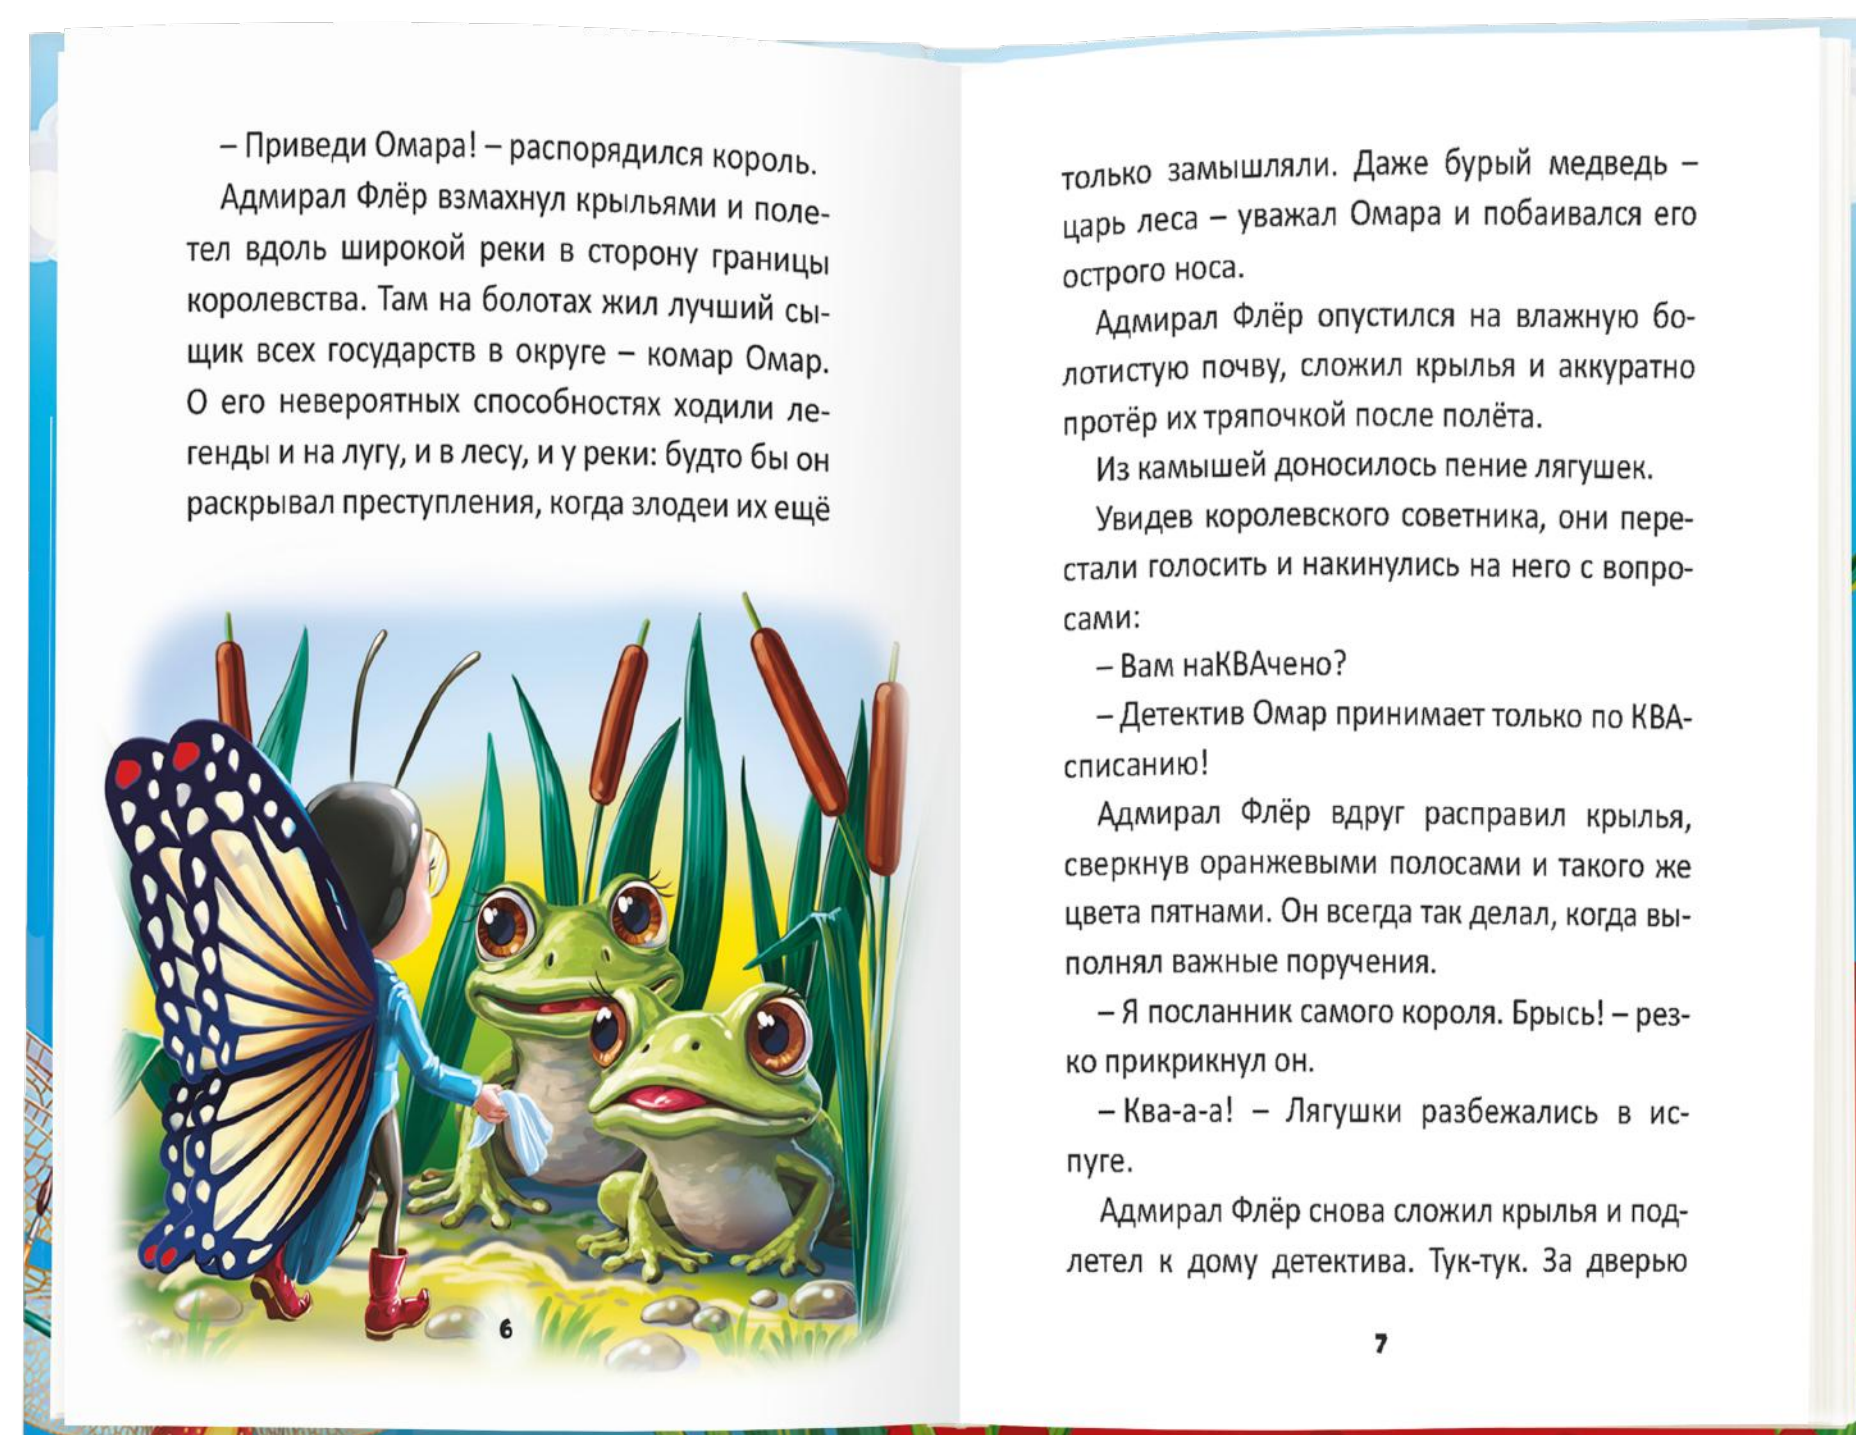 – Приведи Омара! – распорядился король.
Адмирал Флёр взмахнул крыльями и поле-
тел вдоль широкой реки в сторону границы
королевства. Там на болотах жил лучший сы-
щик всех государств в округе – комар Омар.
О его невероятных способностях ходили ле-
генды и на лугу, и в лесу, и у реки: будто бы он
раскрывал преступления, когда злодеи их ещё
6
только замышляли. Даже бурый медведь –
царь леса – уважал Омара и побаивался его
острого носа.
Адмирал Флёр опустился на влажную бо-
лотистую почву, сложил крылья и аккуратно
протёр их тряпочкой после полёта.
Из камышей доносилось пение лягушек.
Увидев королевского советника, они пере-
стали голосить и накинулись на него с вопро-
сами:
– Вам наКВАчено?
– Детектив Омар принимает только по КВА-
списанию!
Адмирал Флёр вдруг расправил крылья,
сверкнув оранжевыми полосами и такого же
цвета пятнами. Он всегда так делал, когда вы-
полнял важные поручения.
– Я посланник самого короля. Брысь! – рез-
ко прикрикнул он.
– Ква-а-а! – Лягушки разбежались в ис-
пуге.
Адмирал Флёр снова сложил крылья и под-
летел к дому детектива. Тук-тук. За дверью
7